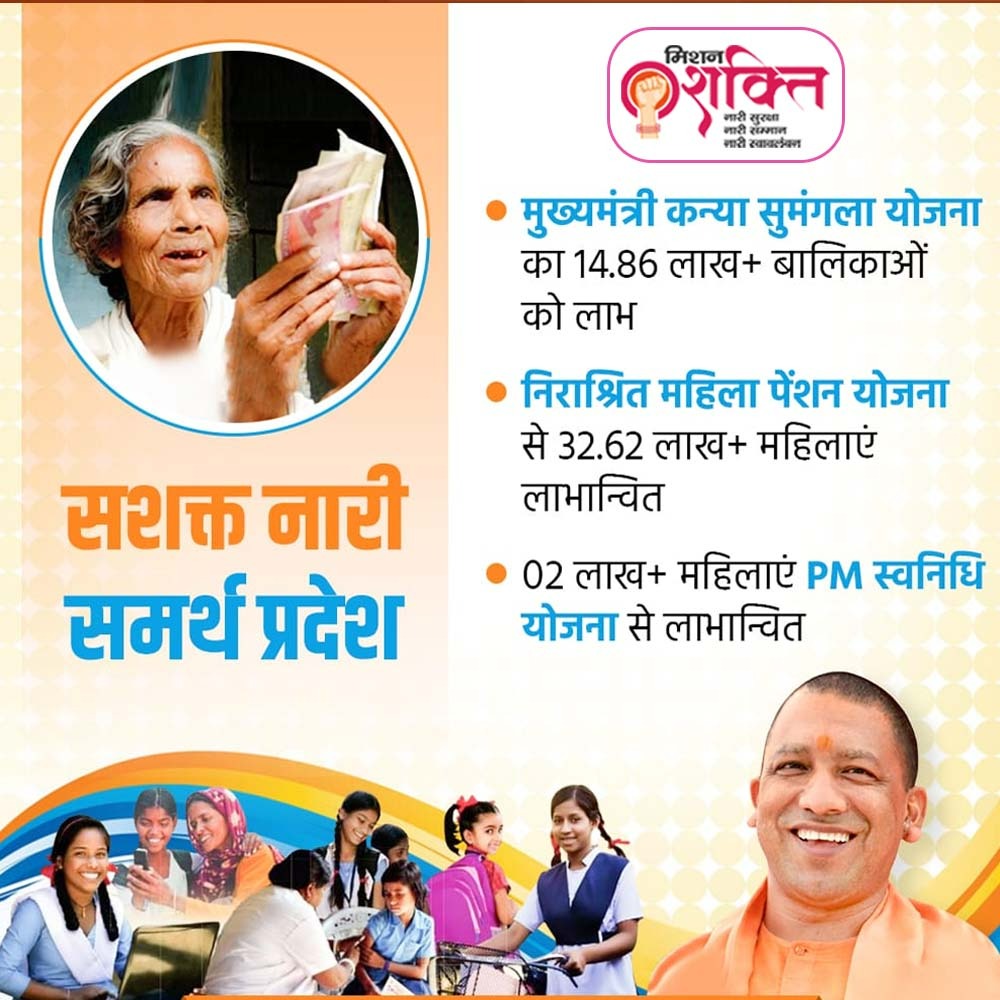 मिशन
शक्ति
नारी सुरक्षा
नारी सम्मान
नारी स्वावलंबन
मुख्यमंत्री कन्या सुमंगला योजना
का 14.86 लाख+ बालिकाओं
को लाभ
निराश्रित महिला पेंशन योजना
से 32.62 लाख+ महिलाएं
लाभान्वित
02 लाख+ महिलाएं PM स्वनिधि
योजना से लाभान्वित
सशक्त नारी
समर्थ प्रदेश